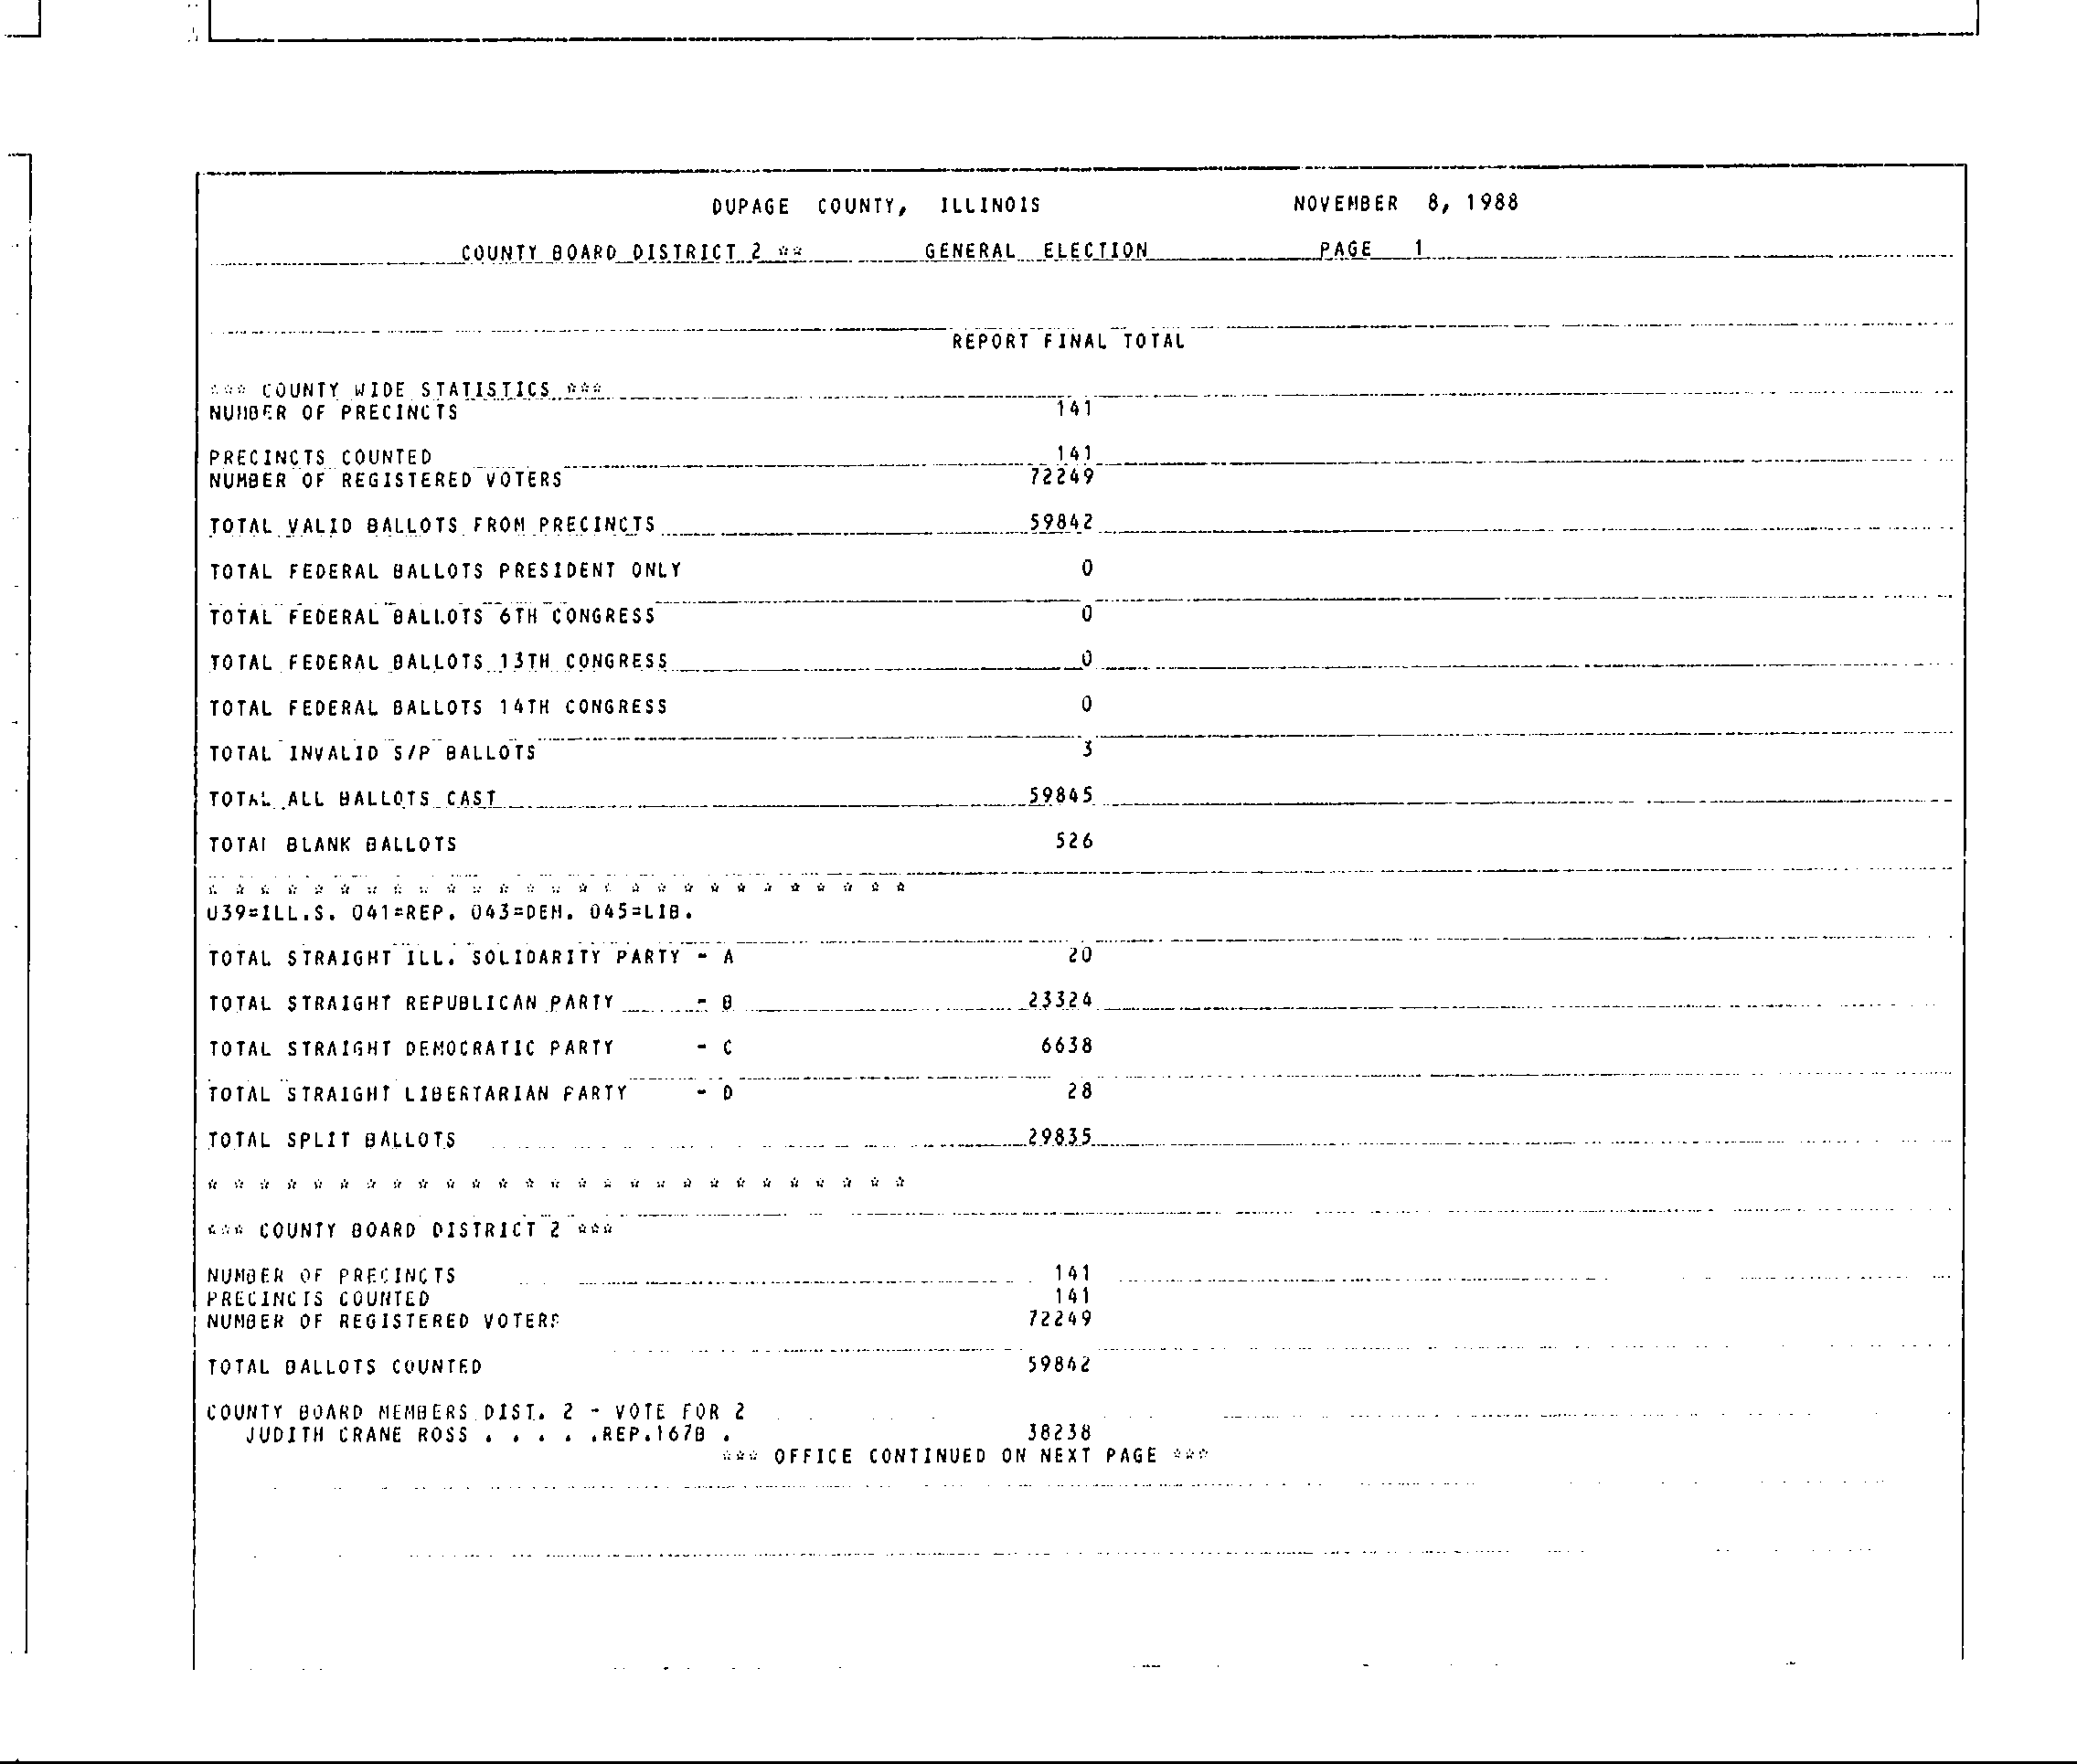 DUPAGE COUNTY, ILLINOIS NOVEMBER 8, 1988
COUNTY BOARD DISTRICT 2 ** GENERAL ELECTION PAGE 1
REPORT FINAL TOTAL
*** COUNTY WIDE STATISTICS ***
NUMBER OF PRECINCTS 141
PRECINCTS COUNTED 141
NUMBER OF REGISTERED VOTERS 72249
TOTAL VALID BALLOTS FROM PRECINCTS 59842
TOTAL FEDERAL BALLOTS PRESIDENT ONLY 0
TOTAL FEDERAL BALLOTS 6TH CONGRESS 0
TOTAL FEDERAL BALLOTS 13TH CONGRESS 0
TOTAL FEDERAL BALLOTS 14TH CONGRESS 0
TOTAL INVALID S/P BALLOTS 3
TOTAL ALL BALLOTS CAST 59845
TOTAL BLANK BALLOTS 526
* * * * * * * * * * * * * * * * * * * * * * * * * * *
039=ILL.S. 041=REP. 043=DEM. 045=LIB.
TOTAL STRAIGHT ILL. SOLIDARITY PARTY - A 20
TOTAL STRAIGHT REPUBLICAN PARTY - B 23324
TOTAL STRAIGHT DEMOCRATIC PARTY - C 6638
TOTAL STRAIGHT LIBERTARIAN PARTY - D 28
TOTAL SPLIT BALLOTS 29835
* * * * * * * * * * * * * * * * * * * * * * * * * * *
*** COUNTY BOARD DISTRICT 2 ***
NUMBER OF PRECINCTS 141
PRECINCTS COUNTED 141
NUMBER OF REGISTERED VOTERS 72249
TOTAL BALLOTS COUNTED 59842
COUNTY BOARD MEMBERS DIST. 2 - VOTE FOR 2
JUDITH CRANE ROSS . . . . .REP.167B . 38238
*** OFFICE CONTINUED ON NEXT PAGE ***